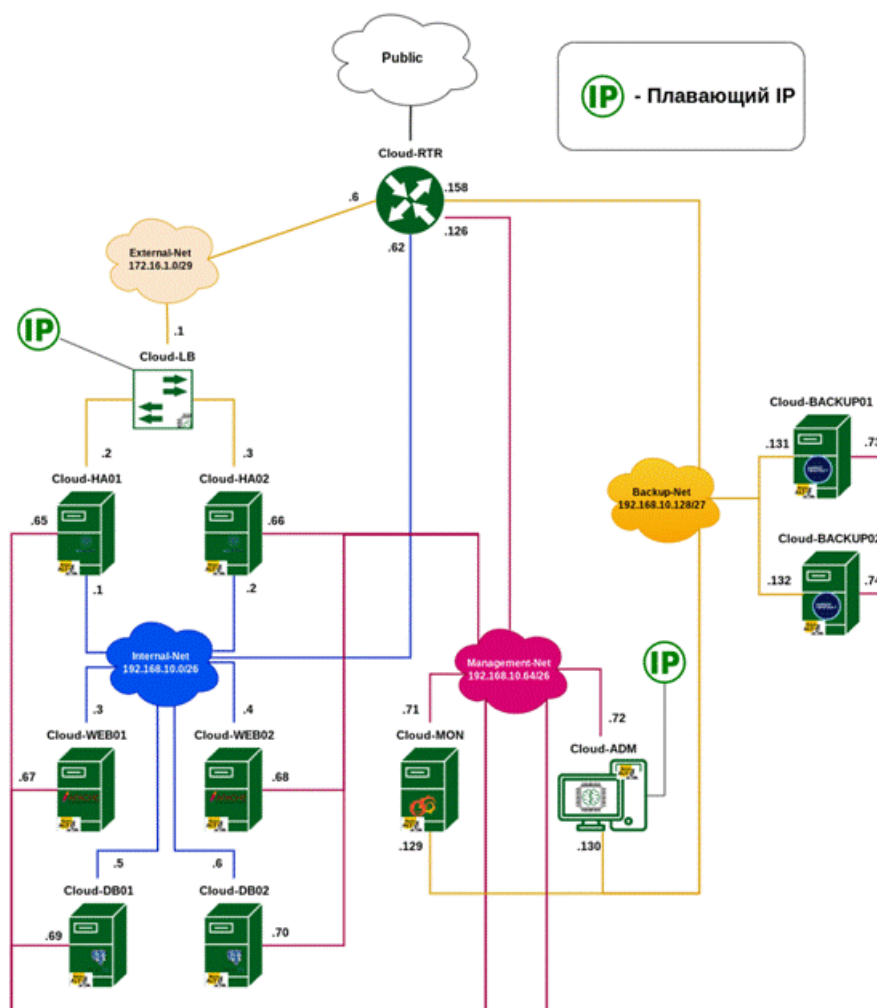 Public
IP
- Плавающий IP
Cloud-RTR
.6
.158
.126
.62
External-Net
172.16.1.0/29
IP
.1
Cloud-LB
.2
.3
Cloud-HA01
Cloud-HA02
.65
.66
.1
.2
Cloud-BACKUP01
.131
.73
Backup-Net
192.168.10.128/27
Cloud-BACKUP02
.132
.74
Internal-Net
192.168.10.0/26
Management-Net
192.168.10.64/26
IP
.3
.4
.71
.72
Cloud-WEB01
Cloud-WEB02
Cloud-MON
Cloud-ADM
.67
.68
.129
.130
.5
.6
Cloud-DB01
Cloud-DB02
.69
.70